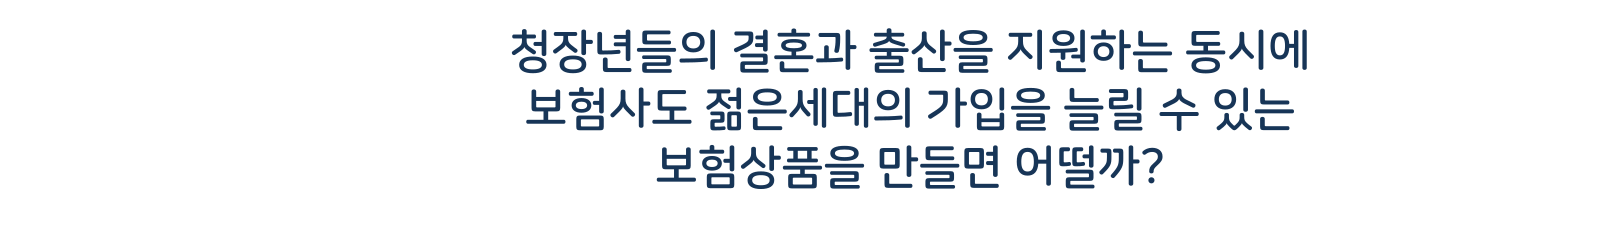 청장년들의 결혼과 출산을 지원하는 동시에
보험사도 젊은세대의 가입을 늘릴 수 있는
보험상품을 만들면 어떨까?